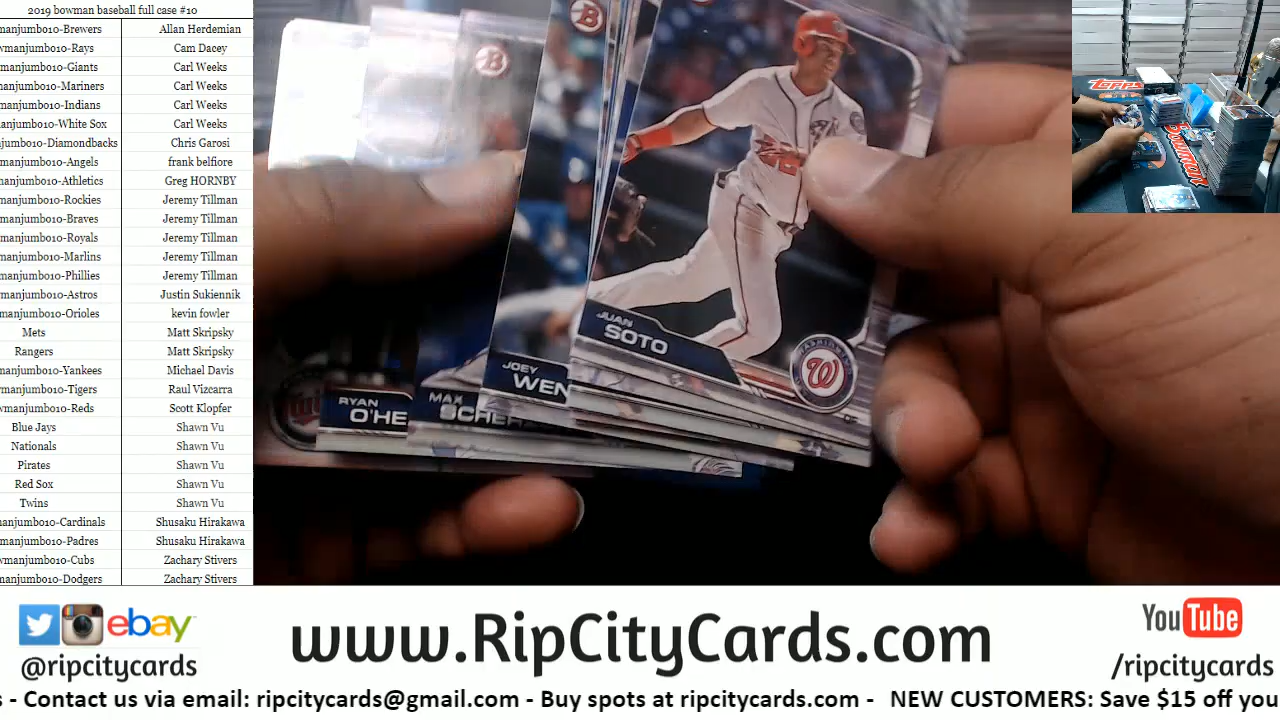 2019 bowman baseball full case #10
manjumbo10-Brewers Allan Herdemian
wmanjumbo10-Rays Cam Dacey
manjumbo10-Giants Carl Weeks
manjumbo10-Mariners Carl Weeks
manjumbo10-Indians Carl Weeks
manjumbo10-White Sox Carl Weeks
njumbo10-Diamondbacks Chris Garosi
manjumbo10-Angels frank belfiore
manjumbo10-Athletics Greg HORNBY
manjumbo10-Rockies Jeremy Tillman
manjumbo10-Braves Jeremy Tillman
manjumbo10-Royals Jeremy Tillman
manjumbo10-Marlins Jeremy Tillman
manjumbo10-Phillies Jeremy Tillman
manjumbo10-Astros Justin Sukiennik
manjumbo10-Orioles kevin fowler
Mets Matt Skripsky
Rangers Matt Skripsky
manjumbo10-Yankees Michael Davis
wmanjumbo10-Tigers Raul Vizcarra
wmanjumbo10-Reds Scott Klopfer
Blue Jays Shawn Vu
Nationals Shawn Vu
Pirates Shawn Vu
Red Sox Shawn Vu
Twins Shawn Vu
manjumbo10-Cardinals Shusaku Hirakawa
manjumbo10-Padres Shusaku Hirakawa
wmanjumbo10-Cubs Zachary Stivers
manjumbo10-Dodgers Zachary Stivers
B
B
JUAN
SOTO
W
JOEY
WEN
MAX
SCHER
RYAN
O'HE
Topps
Bowman
ebay
@ripcitycards
www.RipCityCards.com
YouTube
/ripcitycards
s - Contact us via email: ripcitycards@gmail.com - Buy spots at ripcitycards.com - NEW CUSTOMERS: Save $15 off you